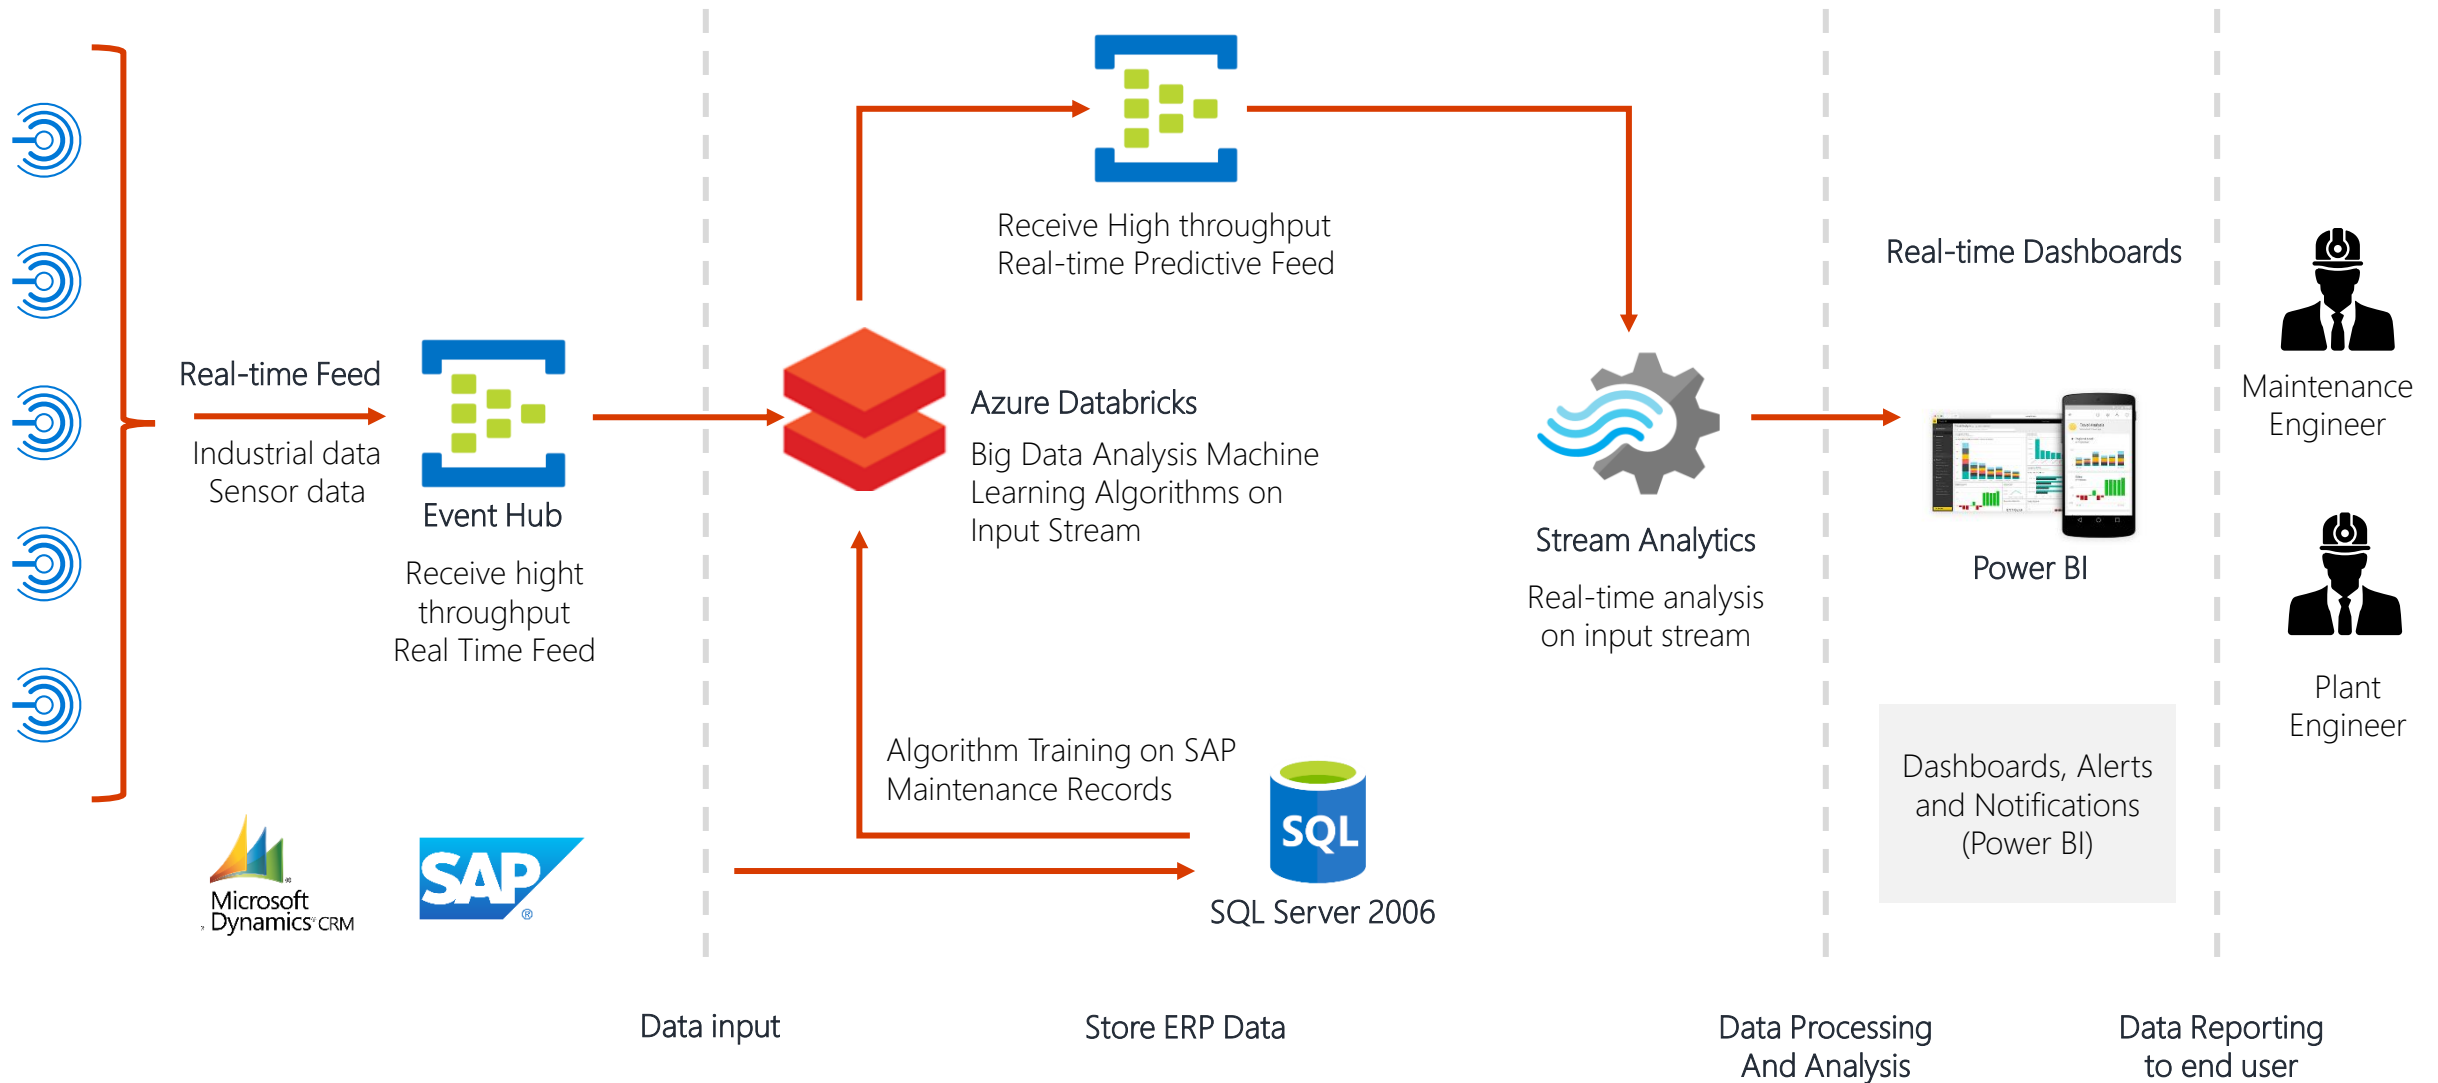 Real-time Feed
Industrial data
Sensor data
Event Hub
Receive hight
throughput
Real Time Feed
Microsoft
Dynamics CRM
SAP
®
Receive High throughput
Real-time Predictive Feed
Azure Databricks
Big Data Analysis Machine
Learning Algorithms on
Input Stream
Algorithm Training on SAP
Maintenance Records
SQL
SQL Server 2006
Stream Analytics
Real-time analysis
on input stream
Real-time Dashboards
Power BI
Dashboards, Alerts
and Notifications
(Power BI)
Maintenance
Engineer
Plant
Engineer
Data input
Store ERP Data
Data Processing
And Analysis
Data Reporting
to end user